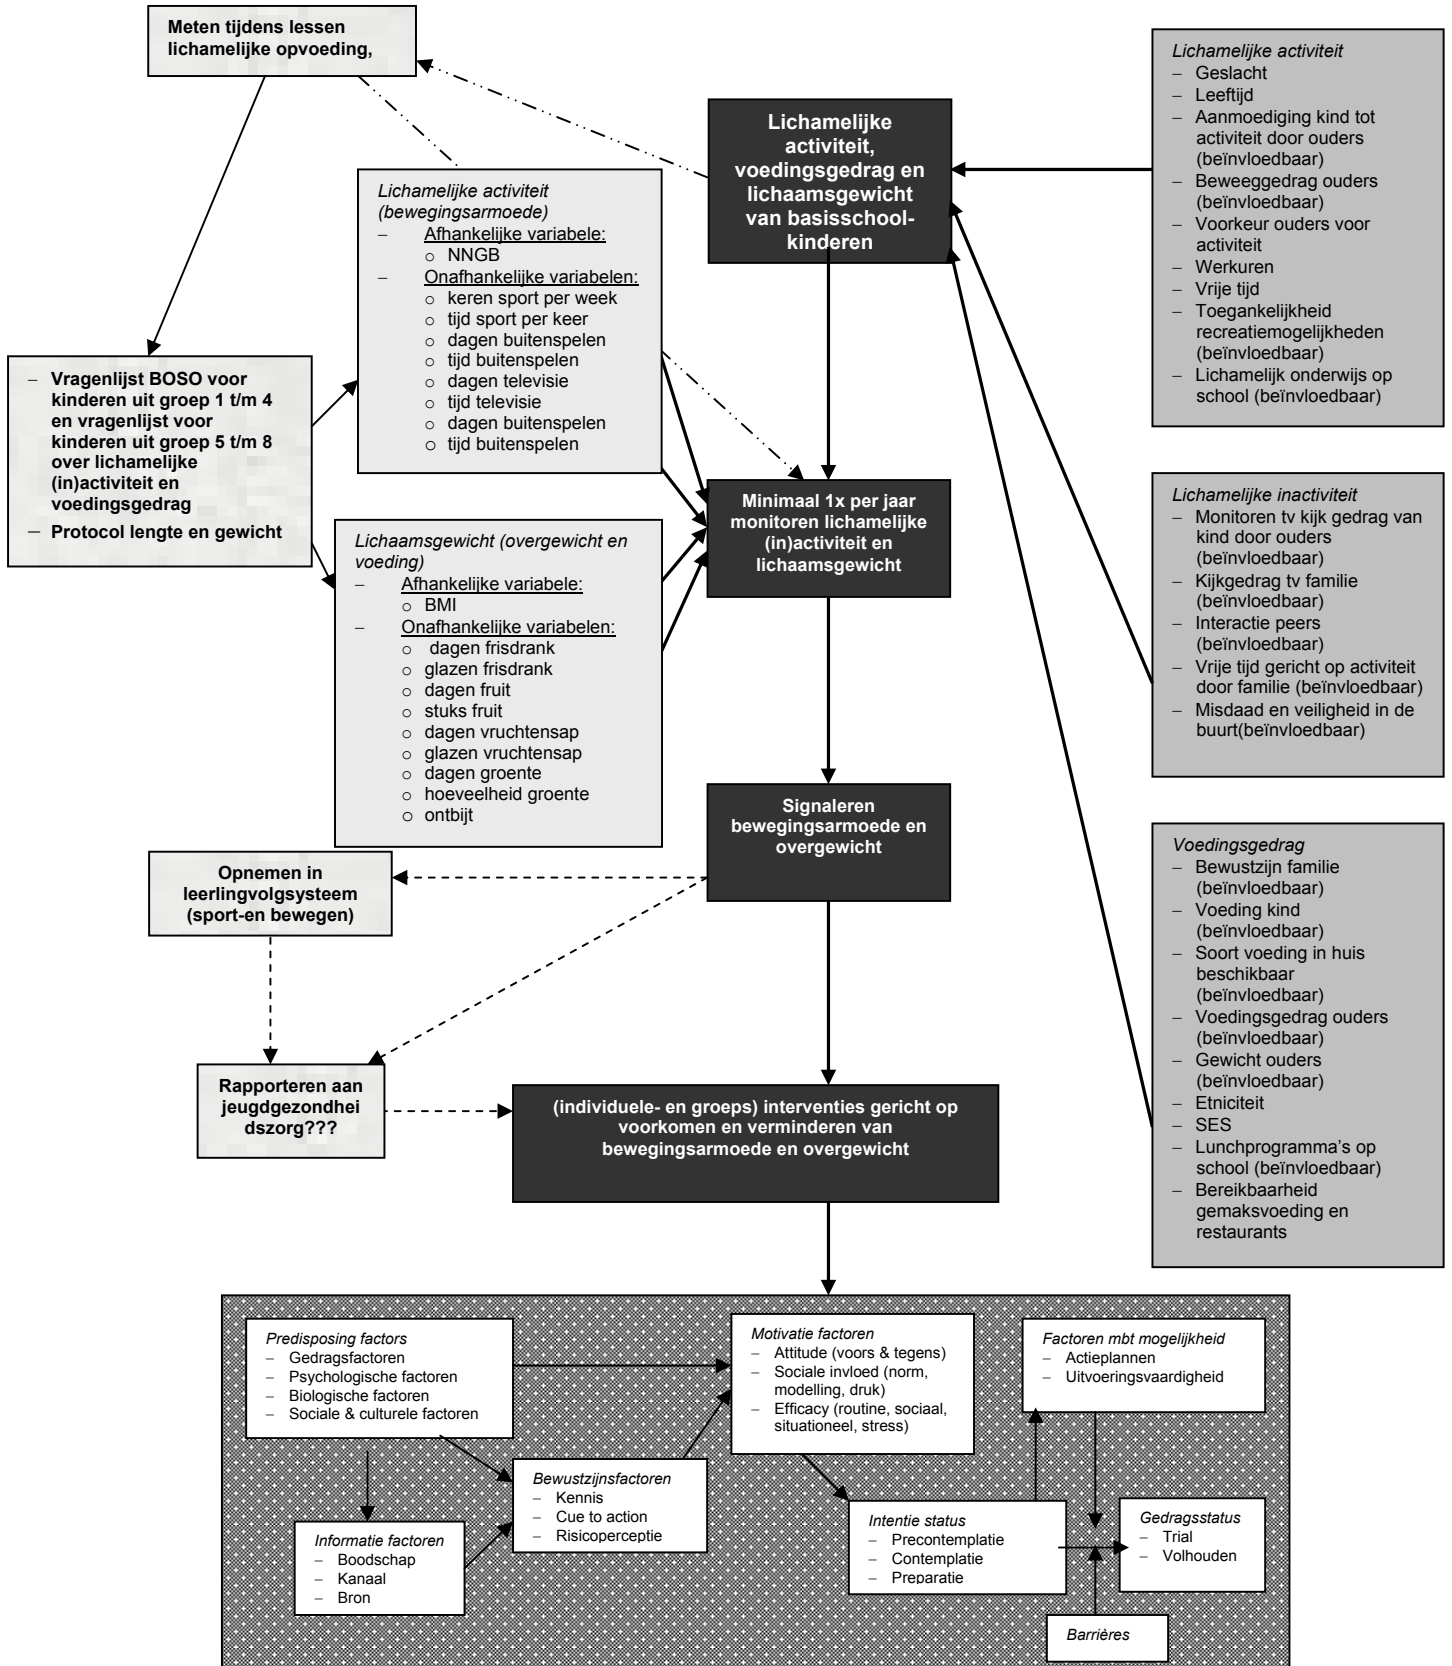 Meten tijdens lessen
lichamelijke opvoeding,
Lichamelijke
activiteit,
voedingsgedrag en
lichaamsgewicht
van basisschool-
kinderen
Lichamelijke activiteit
– Geslacht
– Leeftijd
– Aanmoediging kind tot
activiteit door ouders
(beïnvloedbaar)
– Beweeggedrag ouders
(beïnvloedbaar)
– Voorkeur ouders voor
activiteit
– Werkuren
– Vrije tijd
– Toegankelijkheid
recreatiemogelijkheden
(beïnvloedbaar)
– Lichamelijk onderwijs op
school (beïnvloedbaar)
Lichamelijke activiteit
(bewegingsarmoede)
– Afhankelijke variabele:
o NNGB
– Onafhankelijke variabelen:
o keren sport per week
o tijd sport per keer
o dagen buitenspelen
o tijd buitenspelen
o dagen televisie
o tijd televisie
o dagen buitenspelen
o tijd buitenspelen
– Vragenlijst BOSO voor
kinderen uit groep 1 t/m 4
en vragenlijst voor
kinderen uit groep 5 t/m 8
over lichamelijke
(in)activiteit en
voedingsgedrag
– Protocol lengte en gewicht
Minimaal 1x per jaar
monitoren lichamelijke
(in)activiteit en
lichaamsgewicht
Lichamelijke inactiviteit
– Monitoren tv kijk gedrag van
kind door ouders
(beïnvloedbaar)
– Kijkgedrag tv familie
(beïnvloedbaar)
– Interactie peers
(beïnvloedbaar)
– Vrije tijd gericht op activiteit
door familie (beïnvloedbaar)
– Misdaad en veiligheid in de
buurt(beïnvloedbaar)
Lichaamsgewicht (overgewicht en
voeding)
– Afhankelijke variabele:
o BMI
– Onafhankelijke variabelen:
o dagen frisdrank
o glazen frisdrank
o dagen fruit
o stuks fruit
o dagen vruchtensap
o glazen vruchtensap
o dagen groente
o hoeveelheid groente
o ontbijt
Signaleren
bewegingsarmoede en
overgewicht
Voedingsgedrag
– Bewustzijn familie
(beïnvloedbaar)
– Voeding kind
(beïnvloedbaar)
– Soort voeding in huis
beschikbaar
(beïnvloedbaar)
– Voedingsgedrag ouders
(beïnvloedbaar)
– Gewicht ouders
(beïnvloedbaar)
– Etniciteit
– SES
– Lunchprogramma's op
school (beïnvloedbaar)
– Bereikbaarheid
gemaksvoeding en
restaurants
Opnemen in
leerlingvolgsysteem
(sport-en bewegen)
Rapporteren aan
jeugdgezondhei
dszorg???
(individuele- en groeps) interventies gericht op
voorkomen en verminderen van
bewegingsarmoede en overgewicht
Predisposing factors
– Gedragsfactoren
– Psychologische factoren
– Biologische factoren
– Sociale & culturele factoren
Motivatie factoren
– Attitude (voors & tegens)
– Sociale invloed (norm,
modelling, druk)
– Efficacy (routine, sociaal,
situationeel, stress)
Factoren mbt mogelijkheid
– Actieplannen
– Uitvoeringsvaardigheid
Bewustzijnsfactoren
– Kennis
– Cue to action
– Risicoperceptie
Informatie factoren
– Boodschap
– Kanaal
– Bron
Intentie status
– Precontemplatie
– Contemplatie
– Preparatie
Gedragsstatus
– Trial
– Volhouden
Barrières